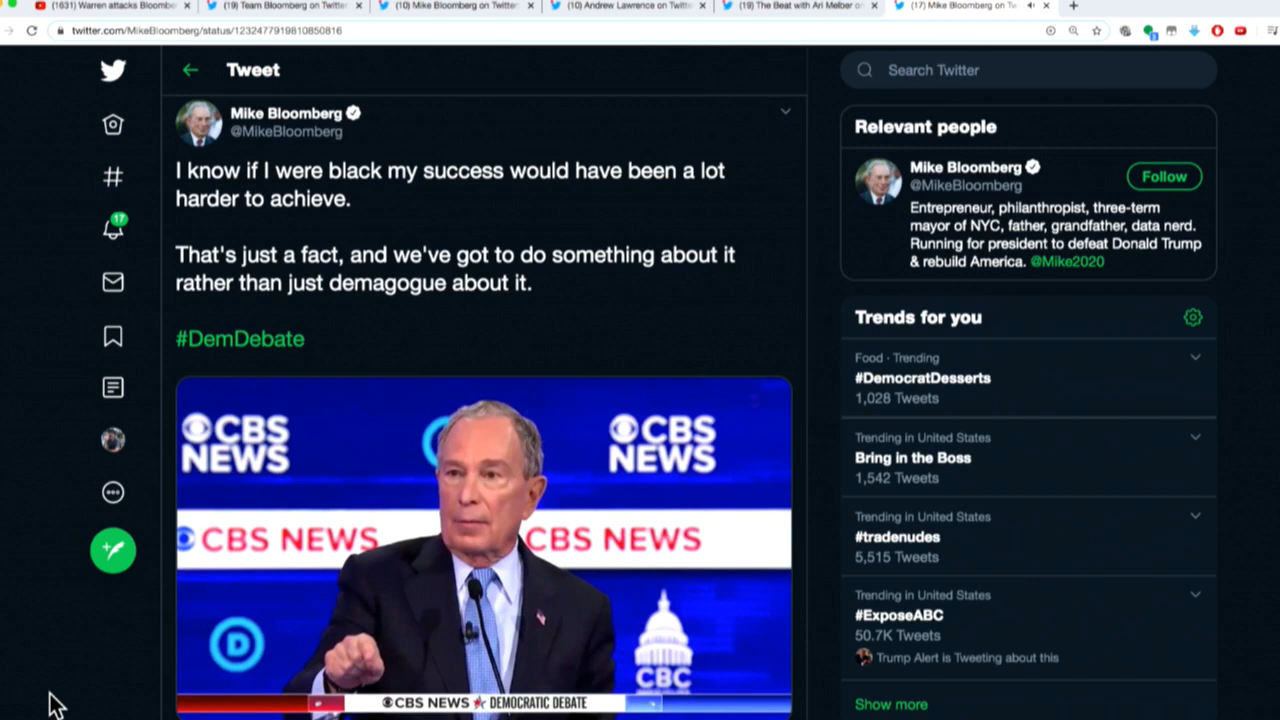 (1631) Warren attacks Bloombe
(19) Team Bloomberg on Twitte
(10) Mike Bloomberg on Twitte
(10) Andrew Lawrence on Twitt
(19) The Beat with Ari Melber on
(17) Mike Bloomberg on Tw
twitter.com/MikeBloomberg/status/1232477919810850816
Tweet
Search Twitter
17
Mike Bloomberg
@MikeBloomberg
I know if I were black my success would have been a lot
harder to achieve.
That's just a fact, and we've got to do something about it
rather than just demagogue about it.
#DemDebate
CBS
NEWS
CBS
NEWS
CBS NEWS
CBS NEWS
D
CBC
CBS NEWS DEMOCRATIC DEBATE
Relevant people
Mike Bloomberg
@MikeBloomberg
Follow
Entrepreneur, philanthropist, three-term
mayor of NYC, father, grandfather, data nerd.
Running for president to defeat Donald Trump
& rebuild America. @Mike2020
Trends for you
Food · Trending
#DemocratDesserts
1,028 Tweets
Trending in United States
Bring in the Boss
1,542 Tweets
Trending in United States
#tradenudes
5,515 Tweets
Trending in United States
#ExposeABC
50.7K Tweets
Trump Alert is Tweeting about this
Show more